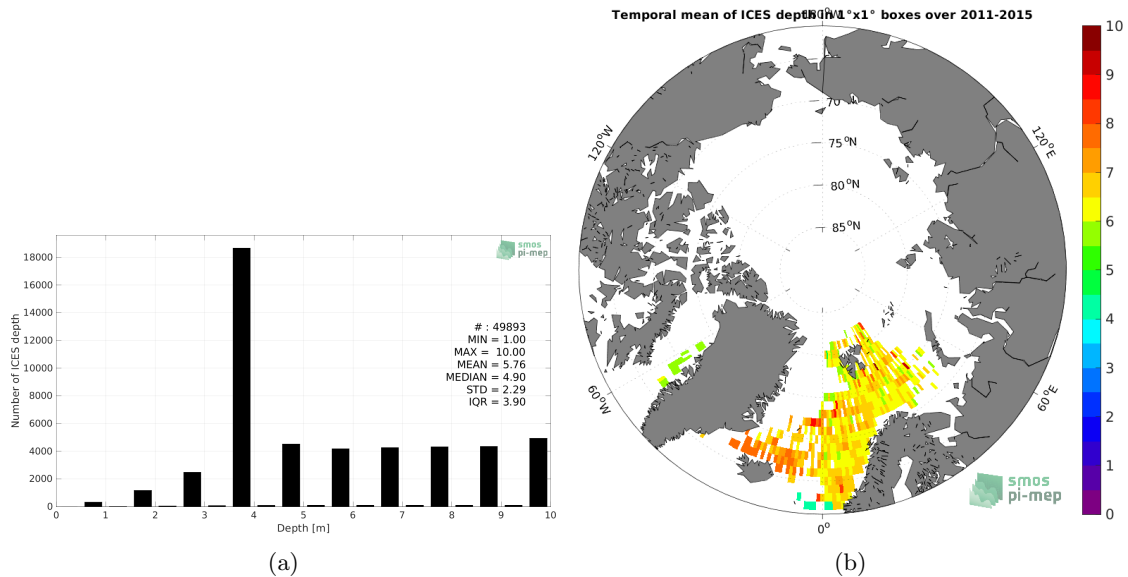 Temporal mean of ICES depth in 1°x1° boxes over 2011-2015
180°W
10
9
8
7
6
5
4
3
2
1
0
120°W
120°E
60°W
60°E
0°
75°N
80°N
85°N
smos
pi-mep
18000
16000
14000
12000
10000
8000
6000
4000
2000
0
Number of ICES depth
smos
pi-mep
# : 49893
MIN = 1.00
MAX = 10.00
MEAN = 5.76
MEDIAN = 4.90
STD = 2.29
IQR = 3.90
0 1 2 3 4 5 6 7 8 9 10
Depth [m]
(a)
(b)